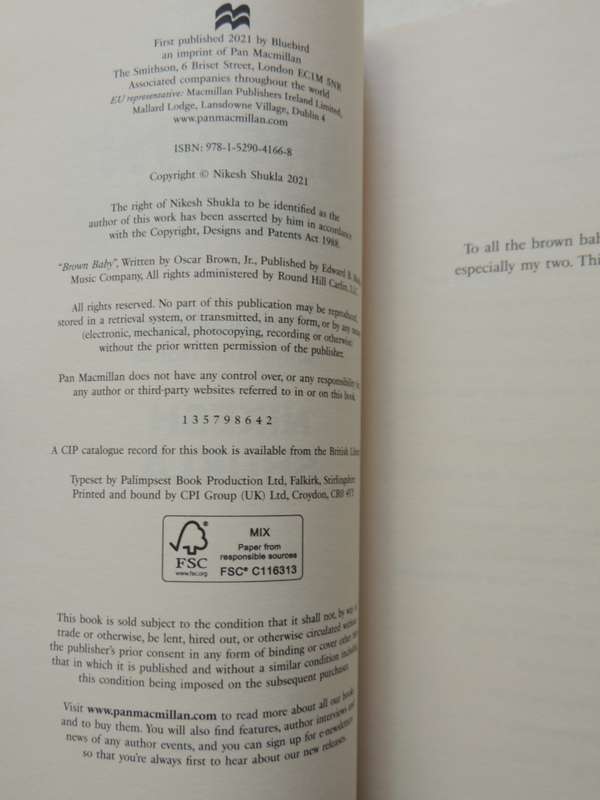 First published 2021 by Bluebird
an imprint of Pan Macmillan
The Smithson, 6 Briset Street, London EC1M 5NR
Associated companies throughout the world
EU representative: Macmillan Publishers Ireland Limited,
Mallard Lodge, Lansdowne Village, Dublin 4
www.panmacmillan.com
ISBN: 978-1-5290-4166-8
Copyright © Nikesh Shukla 2021
The right of Nikesh Shukla to be identified as the
author of this work has been asserted by him in accordance
with the Copyright, Designs and Patents Act 1988.
“Brown Baby”, Written by Oscar Brown, Jr., Published by Edward B.
Music Company, All rights administered by Round Hill Carlin, LLC.
All rights reserved. No part of this publication may be reproduced,
stored in a retrieval system, or transmitted, in any form, or by any means
(electronic, mechanical, photocopying, recording or otherwise)
without the prior written permission of the publisher.
Pan Macmillan does not have any control over, or any responsibility for,
any author or third-party websites referred to in or on this book.
1 3 5 7 9 8 6 4 2
A CIP catalogue record for this book is available from the British Library.
Typeset by Palimpsest Book Production Ltd, Falkirk, Stirlingshire
Printed and bound by CPI Group (UK) Ltd, Croydon, CR0 4YY
FSC
www.fsc.org
MIX
Paper from
responsible sources
FSC® C116313
This book is sold subject to the condition that it shall not, by way of
trade or otherwise, be lent, hired out, or otherwise circulated without
the publisher's prior consent in any form of binding or cover other than
that in which it is published and without a similar condition including
this condition being imposed on the subsequent purchaser.
Visit www.panmacmillan.com to read more about all our books
and to buy them. You will also find features, author interviews and
news of any author events, and you can sign up for e-newsletters
so that you're always first to hear about our new releases.
To all the brown bab
especially my two. Thi